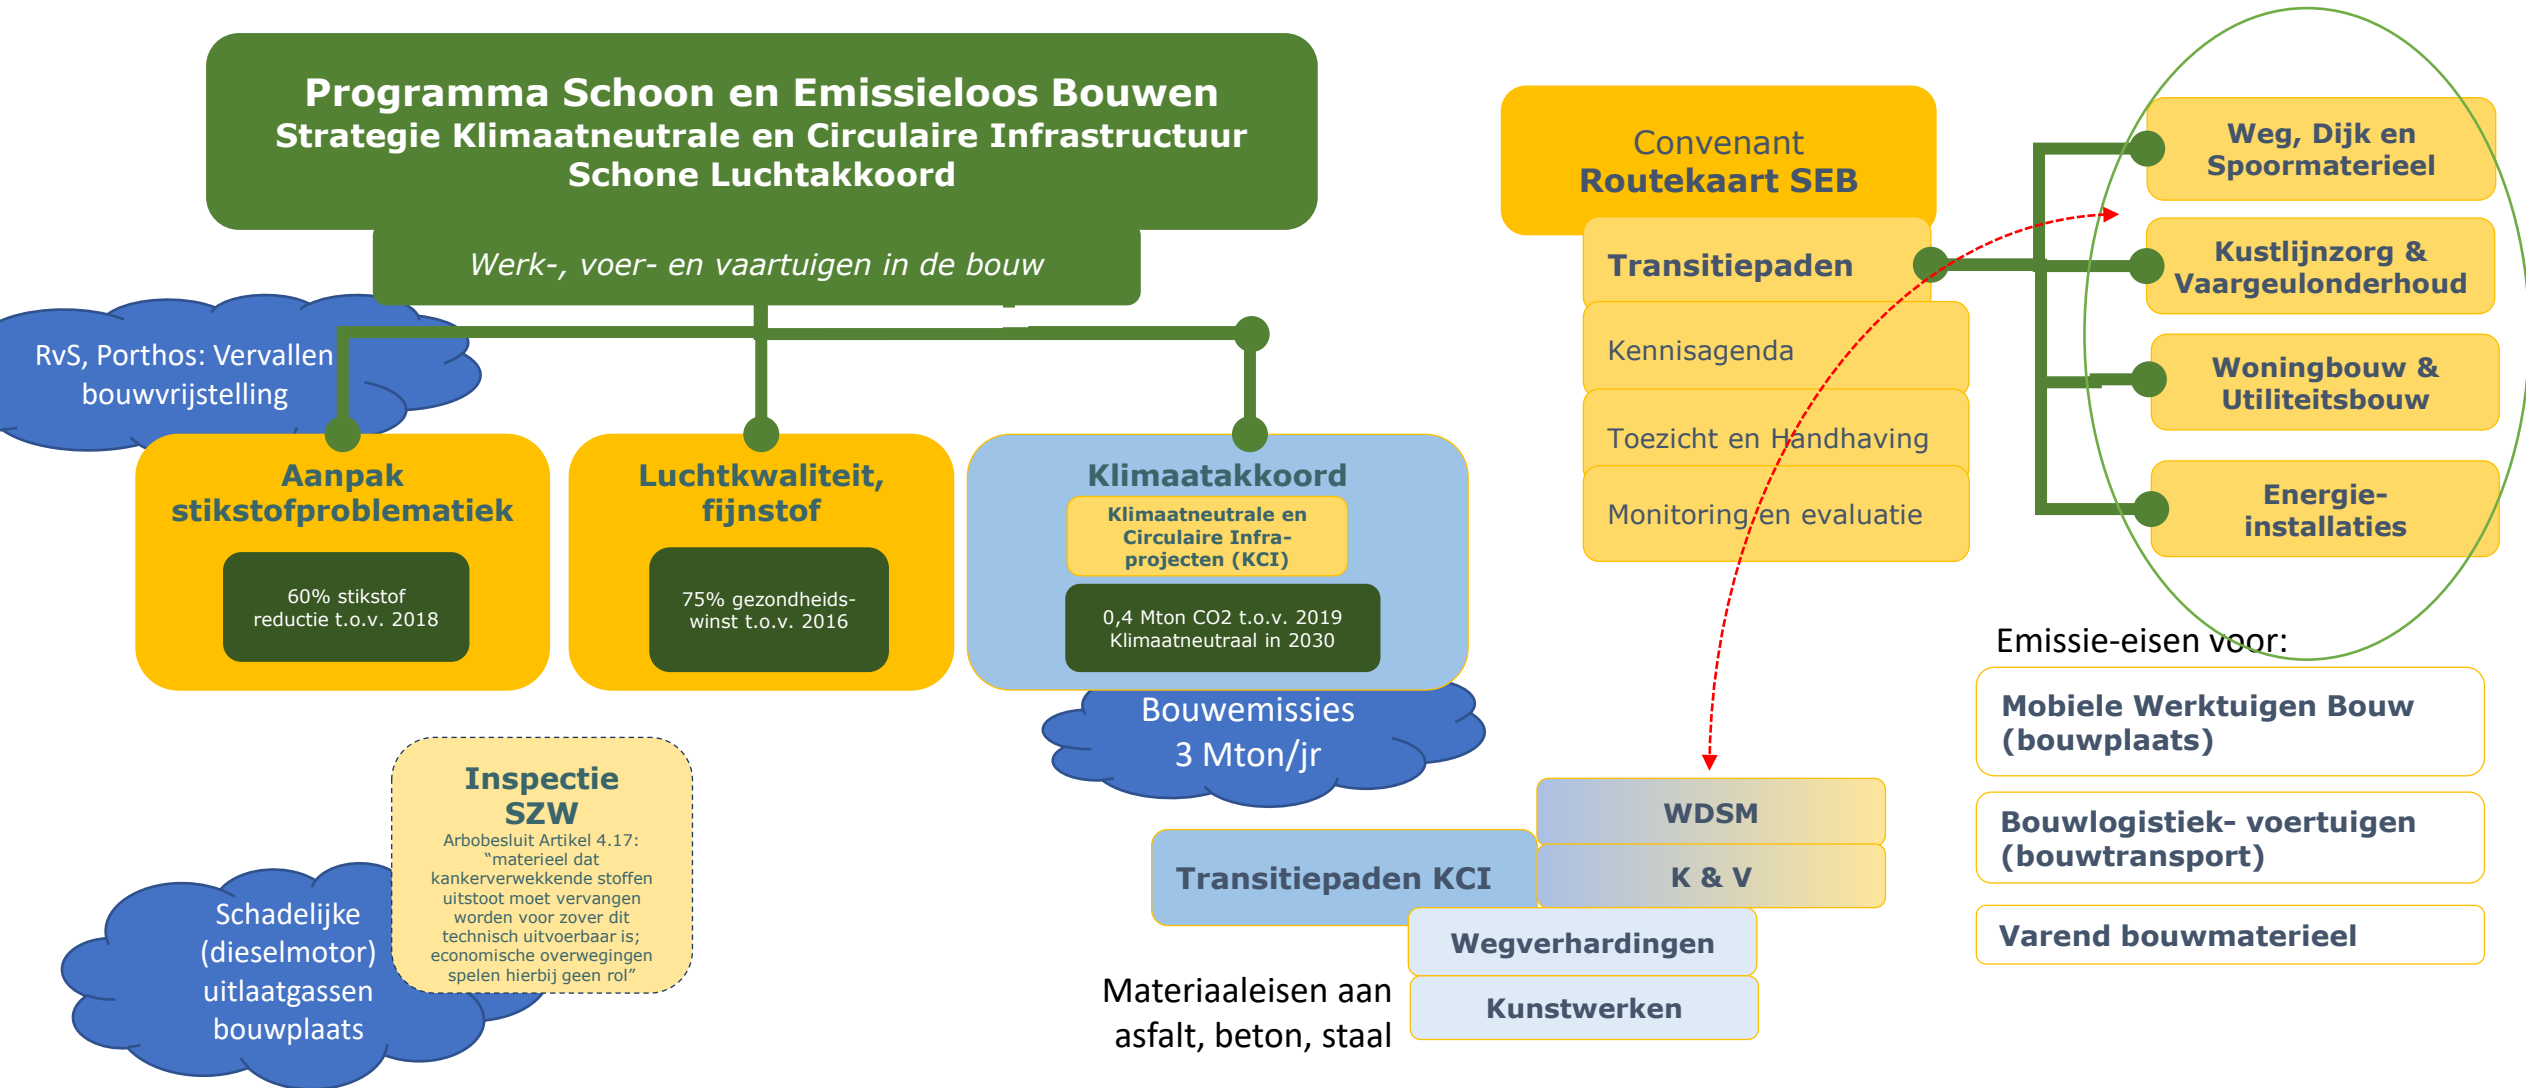 Programma Schoon en Emissieloos Bouwen
Strategie Klimaatneutrale en Circulaire Infrastructuur
Schone Luchtakkoord
Werk-, voer- en vaartuigen in de bouw
RvS, Porthos: Vervallen
bouwvrijstelling
Aanpak
stikstofproblematiek
60% stikstof
reductie t.o.v. 2018
Luchtkwaliteit,
fijnstof
75% gezondheids-
winst t.o.v. 2016
Klimaatakkoord
Klimaatneutrale en
Circulaire Infra-
projecten (KCI)
0,4 Mton CO2 t.o.v. 2019
Klimaatneutraal in 2030
Bouwemissies
3 Mton/jr
Inspectie
SZW
Arbobesluit Artikel 4.17:
“materieel dat
kankerverwekkende stoffen
uitstoot moet vervangen
worden voor zover dit
technisch uitvoerbaar is;
economische overwegingen
spelen hierbij geen rol”
Schadelijke
(dieselmotor)
uitlaatgassen
bouwplaats
Convenant
Routekaart SEB
Transitiepaden
Kennisagenda
Toezicht en Handhaving
Monitoring en evaluatie
Weg, Dijk en
Spoormaterieel
Kustlijnzorg &
Vaargeulonderhoud
Woningbouw &
Utiliteitsbouw
Energie-
installaties
Emissie-eisen voor:
Mobiele Werktuigen Bouw
(bouwplaats)
Bouwlogistiek- voertuigen
(bouwtransport)
Varend bouwmaterieel
Transitiepaden KCI
WDSM
K & V
Wegverhardingen
Kunstwerken
Materiaaleisen aan
asfalt, beton, staal